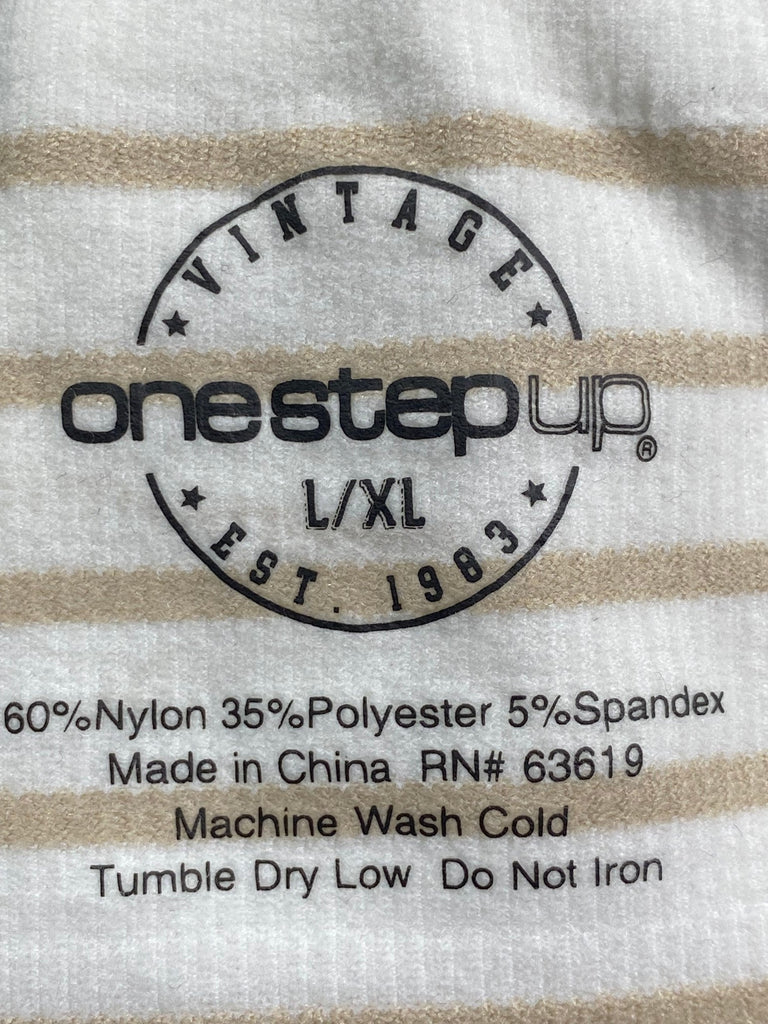 VINTAGE
onestepup®
L/XL
EST. 1983
60%Nylon 35%Polyester 5%Spandex
Made in China RN# 63619
Machine Wash Cold
Tumble Dry Low Do Not Iron